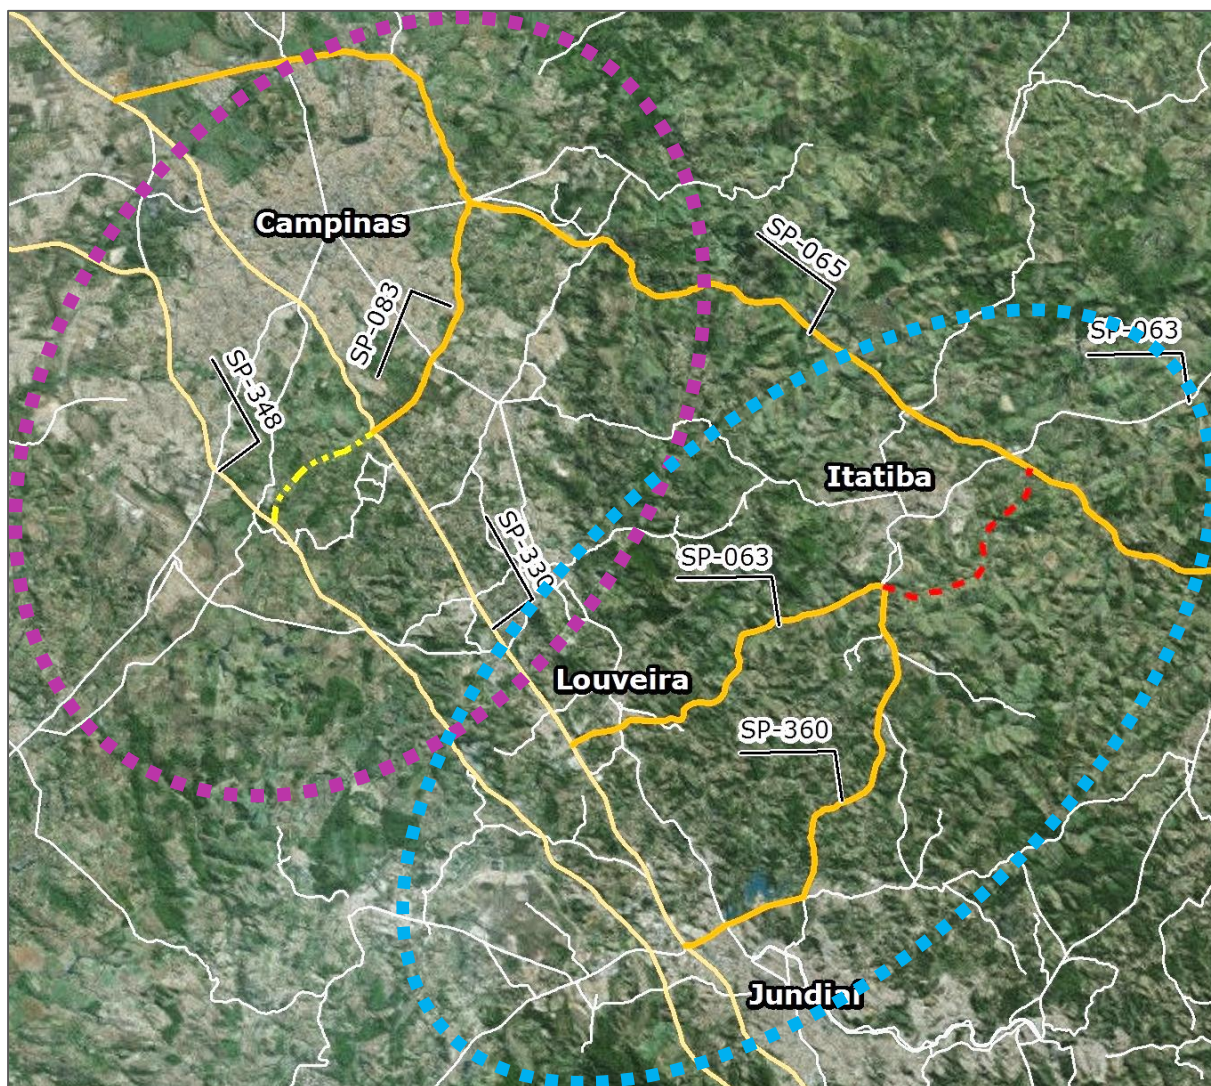 Campinas
SP-065
SP-083
SP-063
SP-348
Itatiba
SP-330
SP-063
Louveira
SP-360
Jundiaí